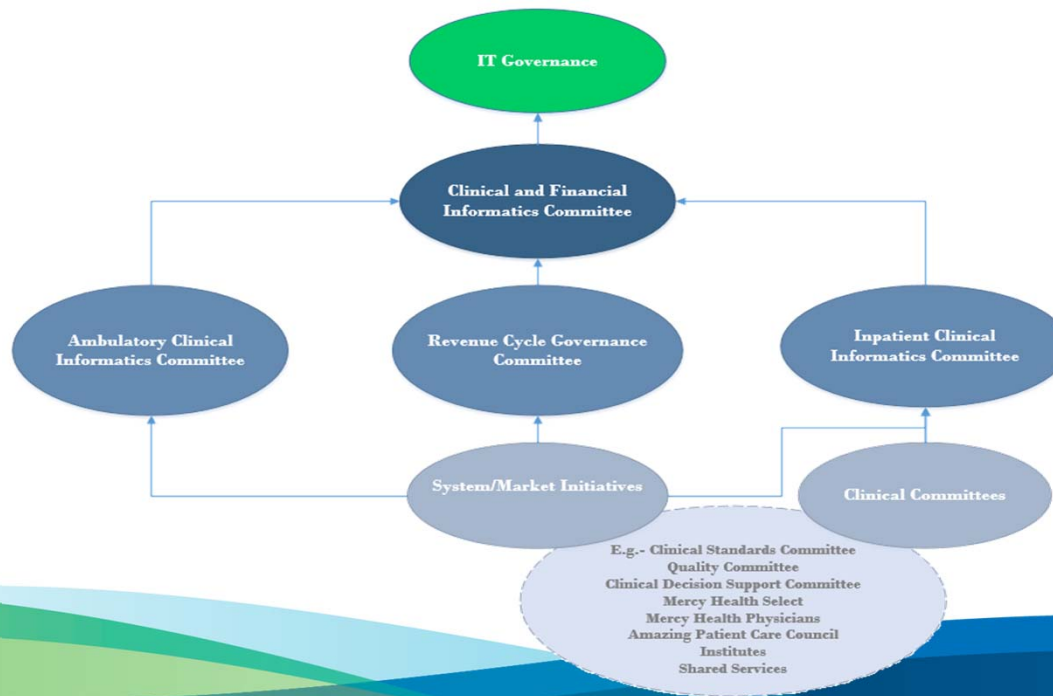 IT Governance
Clinical and Financial
Informatics Committee
Ambulatory Clinical
Informatics Committee
Revenue Cycle Governance
Committee
Inpatient Clinical
Informatics Committee
System/Market Initiatives
Clinical Committees
E.g.- Clinical Standards Committee
Quality Committee
Clinical Decision Support Committee
Mercy Health Select
Mercy Health Physicians
Amazing Patient Care Council
Institutes
Shared Services